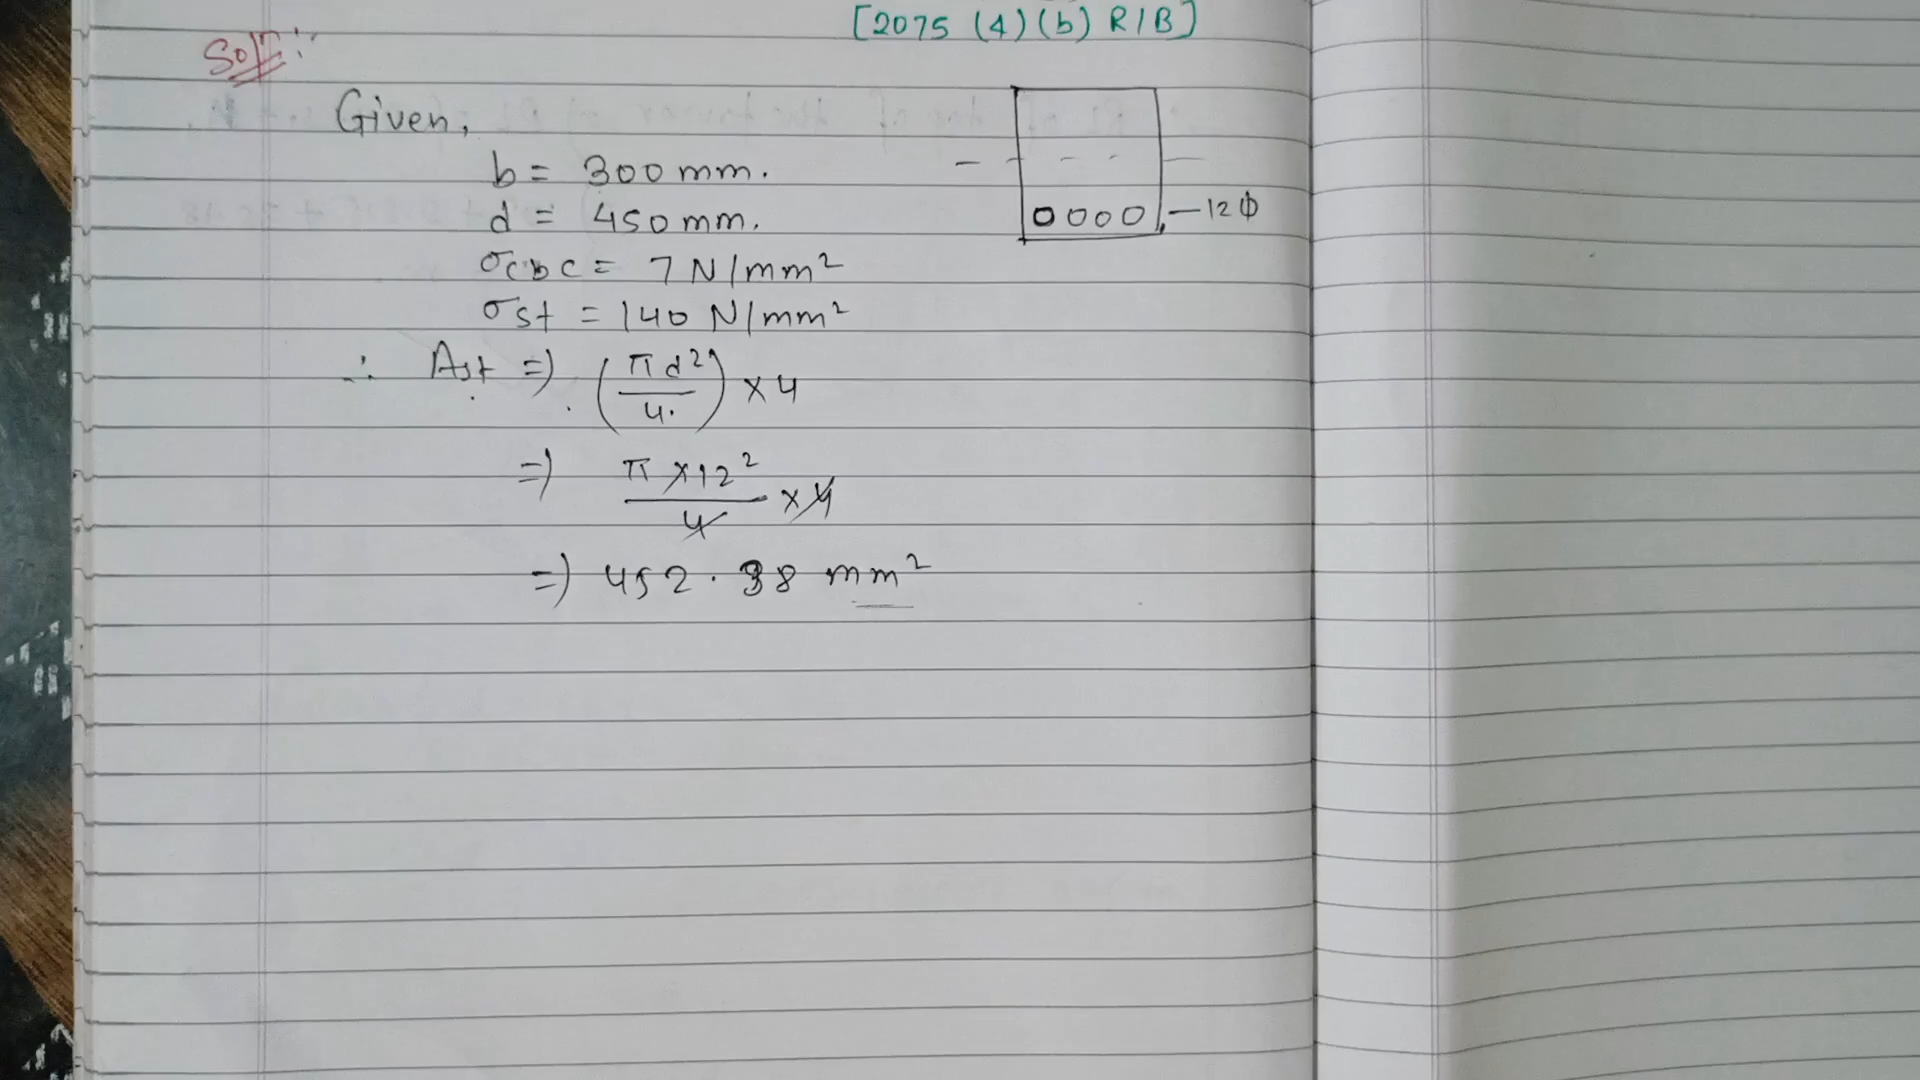 [2075 (4)(b) R/B]
Solⁿ:-
Given,
b = 300 mm.
d = 450 mm.
0000 -12 ϕ
σcbc = 7 N/mm²
σst = 140 N/mm²
∴ Ast => (πd²/4.) × 4
=> π × 12²/4 × 4
=> 452.38 mm²